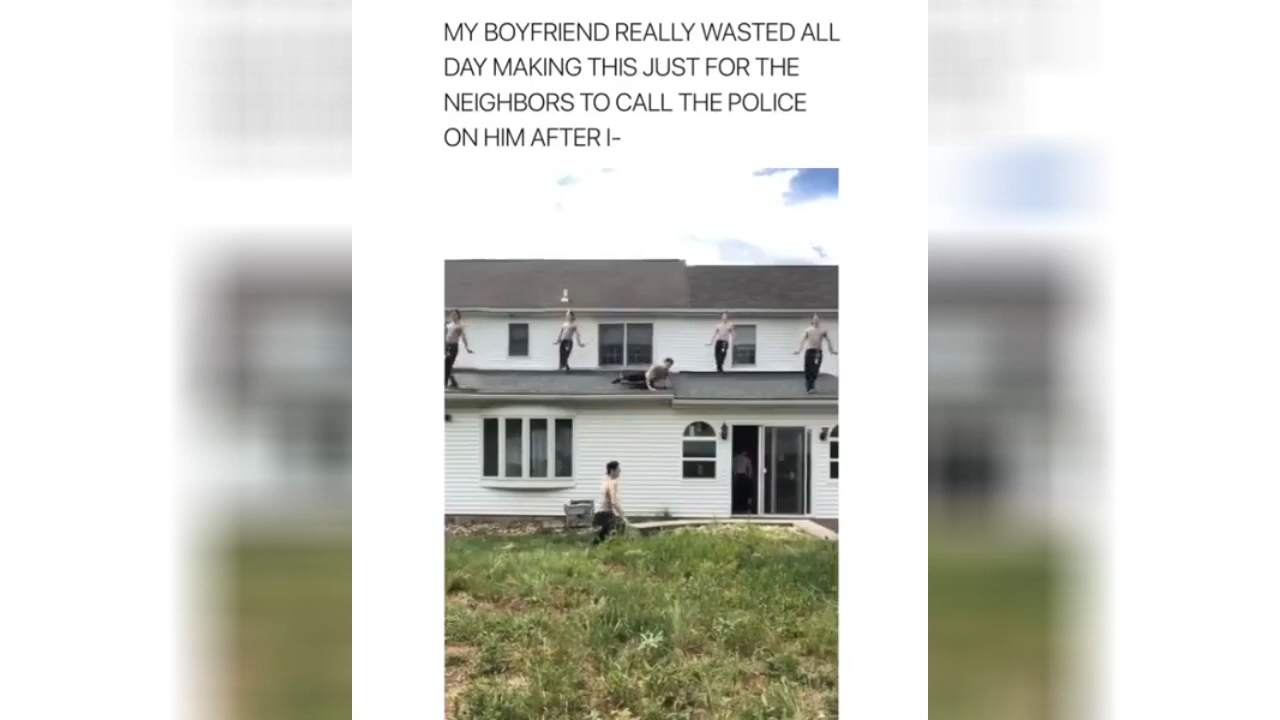 MY BOYFRIEND REALLY WASTED ALL
DAY MAKING THIS JUST FOR THE
NEIGHBORS TO CALL THE POLICE
ON HIM AFTER I-